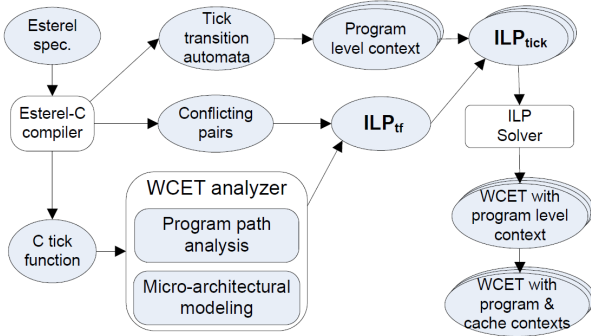 Esterel
spec.
Tick
transition
automata
Program
level context
ILPtick
Esterel-C
compiler
Conflicting
pairs
ILPtf
ILP
Solver
WCET analyzer
Program path
analysis
Micro-architectural
modeling
C tick
function
WCET with
program level
context
WCET with
program &
cache contexts